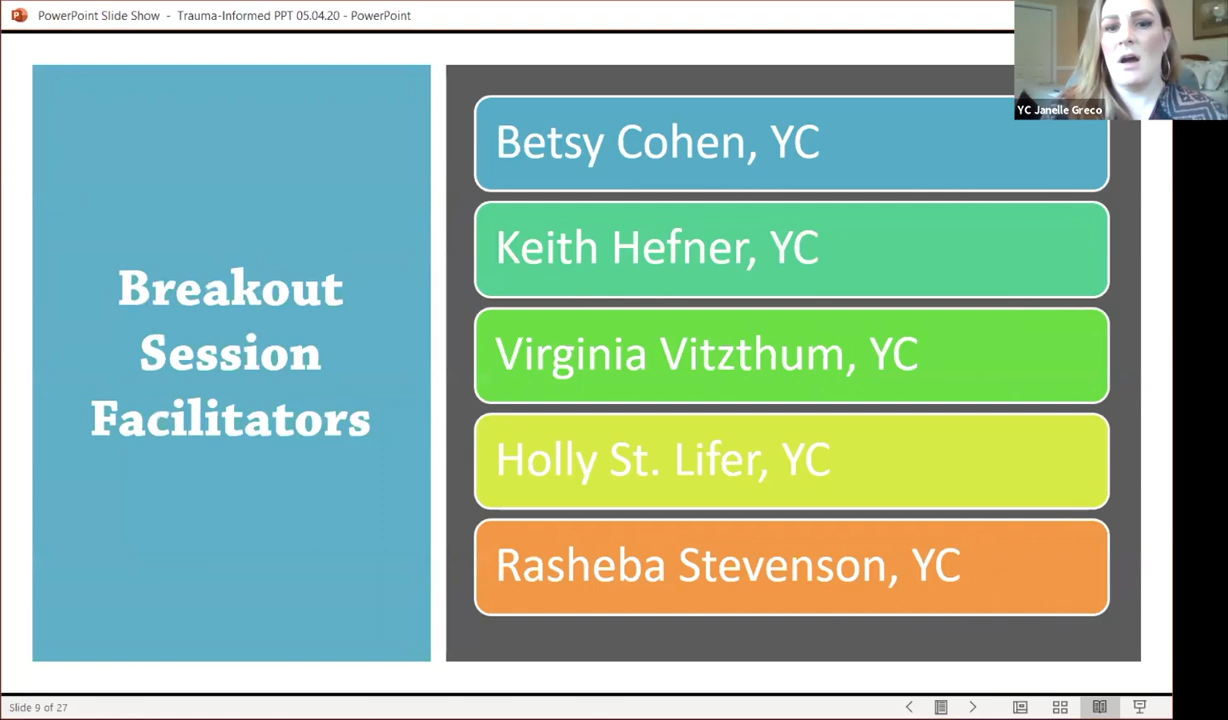 PowerPoint Slide Show - Trauma-Informed PPT 05.04.20 - PowerPoint
YC Janelle Greco
Breakout
Session
Facilitators
Betsy Cohen, YC
Keith Hefner, YC
Virginia Vitzthum, YC
Holly St. Lifer, YC
Rasheba Stevenson, YC
Slide 9 of 27